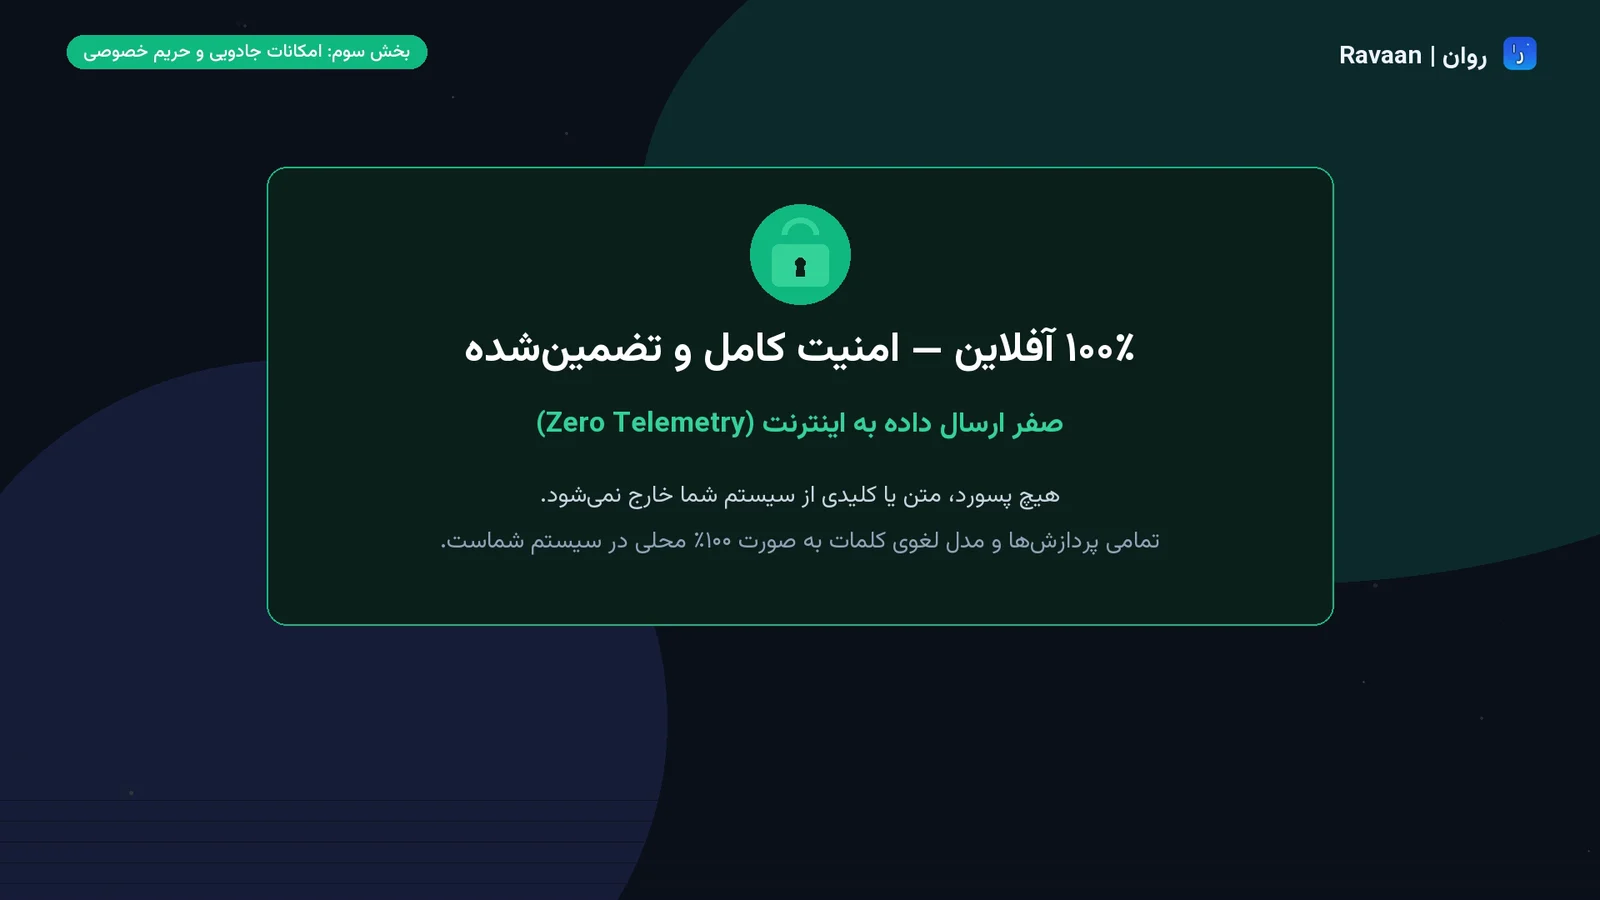 روان | Ravaan
بخش سوم: امکانات جادویی و حریم خصوصی
۱۰۰٪ آفلاین — امنیت کامل و تضمین‌شده
صفر ارسال داده به اینترنت (Zero Telemetry)
هیچ پسورد، متن یا کلیدی از سیستم شما خارج نمی‌شود.
تمامی پردازش‌ها و مدل لغوی کلمات به صورت ۱۰۰٪ محلی در سیستم شماست.